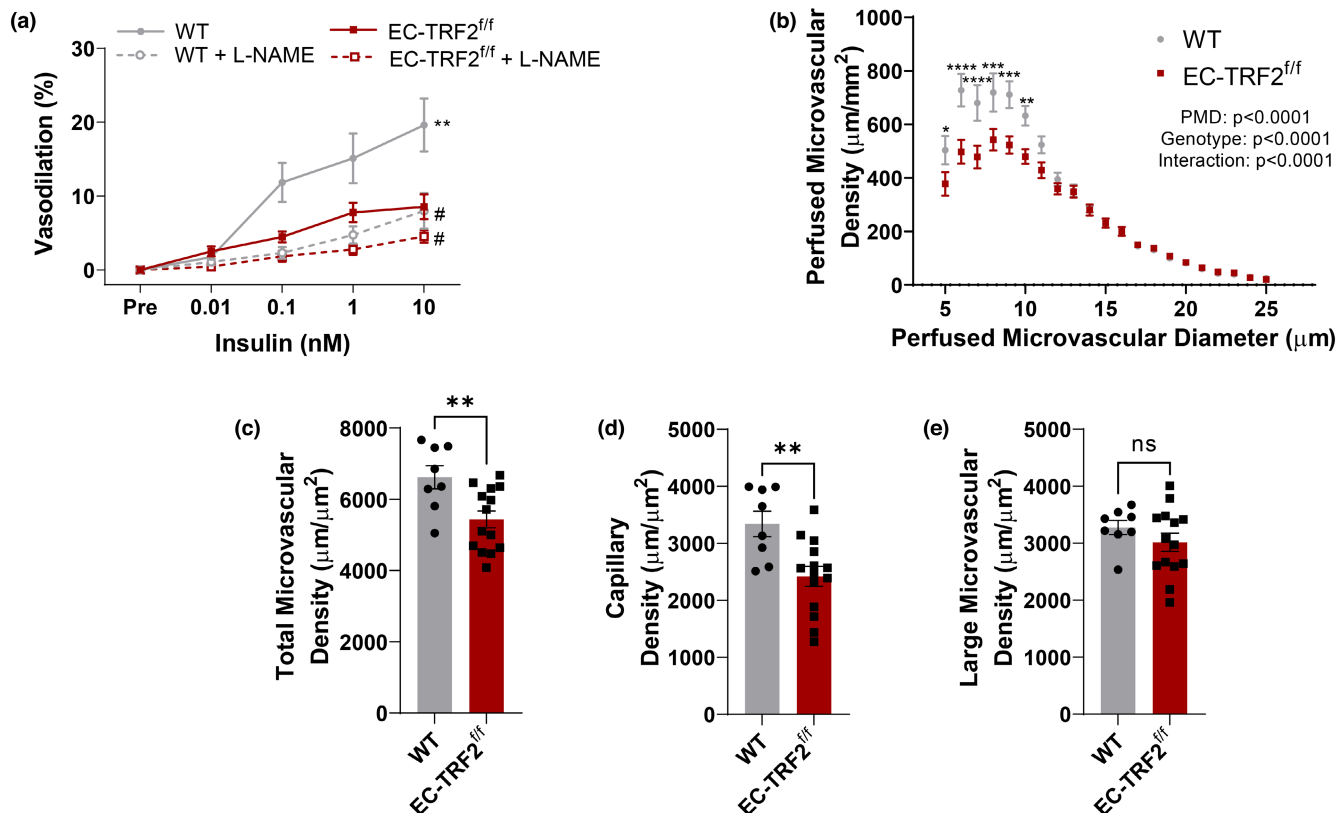 (a)
WT
WT + L-NAME
EC-TRF2f/f
EC-TRF2f/f + L-NAME
Vasodilation (%)
30
20
10
0
**
#
#
Pre 0.01 0.1 1 10
Insulin (nM)
(b)
Perfused Microvascular
Density (μm/mm²)
1000
800
600
400
200
0
* **** **** *** *** **
WT
EC-TRF2f/f
PMD: p<0.0001
Genotype: p<0.0001
Interaction: p<0.0001
5 10 15 20 25
Perfused Microvascular Diameter (μm)
(c)
Total Microvascular
Density (μm/μm²)
8000
6000
4000
2000
0
**
WT
EC-TRF2f/f
(d)
Capillary
Density (μm/μm²)
5000
4000
3000
2000
1000
0
**
WT
EC-TRF2f/f
(e)
Large Microvascular
Density (μm/μm²)
5000
4000
3000
2000
1000
0
ns
WT
EC-TRF2f/f